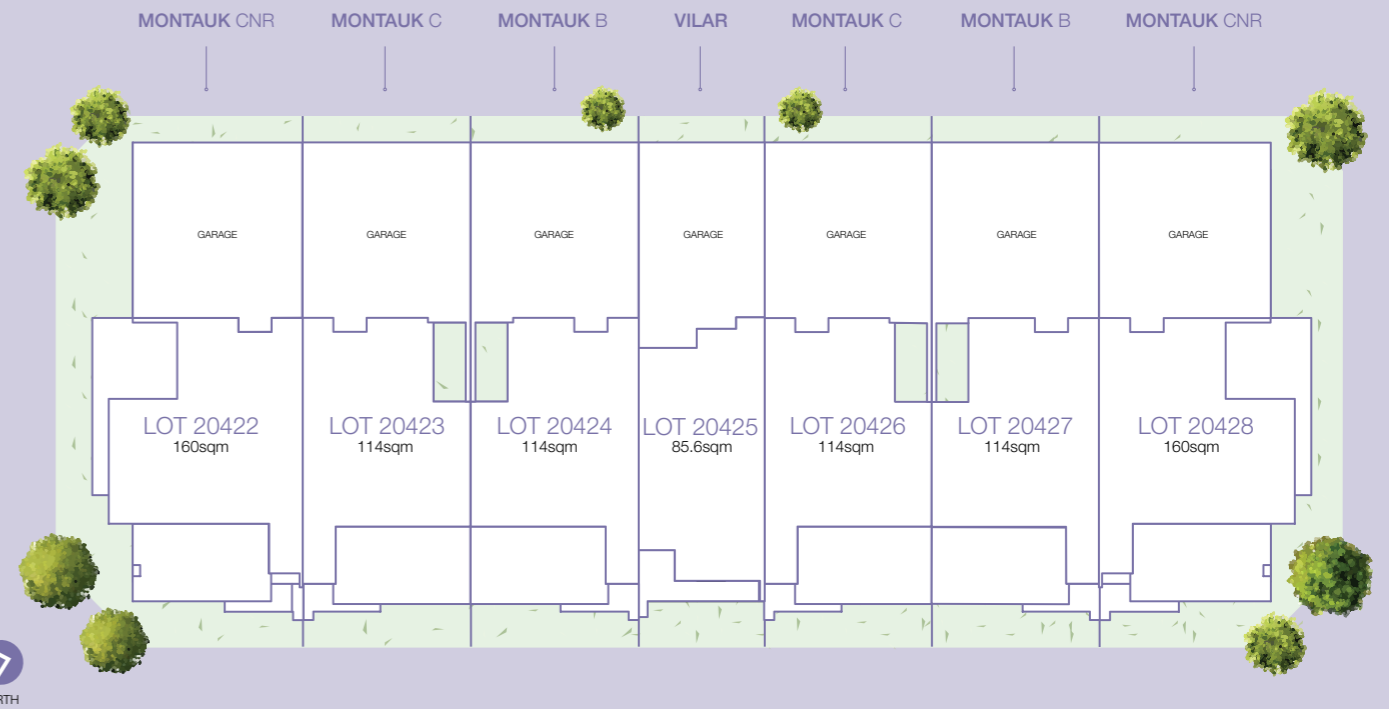 MONTAUK CNR
MONTAUK C
MONTAUK B
VILAR
MONTAUK C
MONTAUK B
MONTAUK CNR
GARAGE
GARAGE
GARAGE
GARAGE
GARAGE
GARAGE
GARAGE
LOT 20422
160sqm
LOT 20423
114sqm
LOT 20424
114sqm
LOT 20425
85.6sqm
LOT 20426
114sqm
LOT 20427
114sqm
LOT 20428
160sqm
RTH